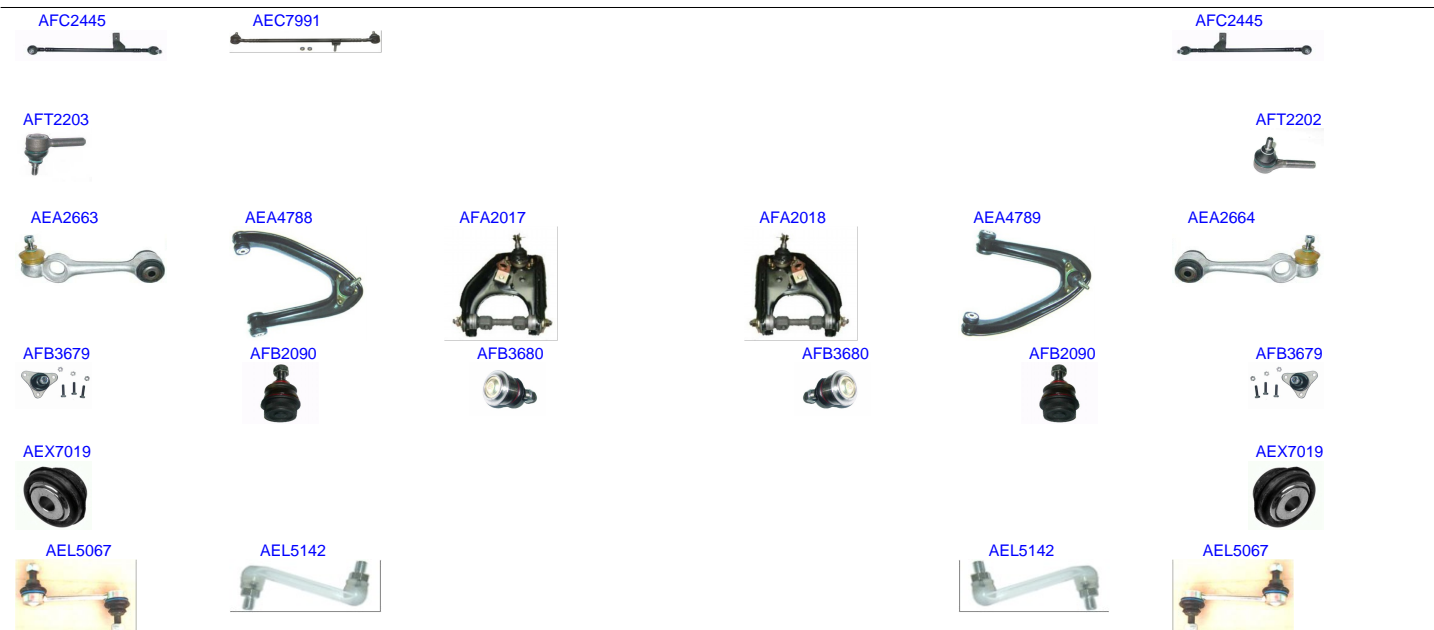 AFC2445 AEC7991 AFC2445
AFT2203 AFT2202
AEA2663 AEA4788 AFA2017 AFA2018 AEA4789 AEA2664
AFB3679 AFB2090 AFB3680 AFB3680 AFB2090 AFB3679
AEX7019 AEX7019
AEL5067 AEL5142 AEL5142 AEL5067